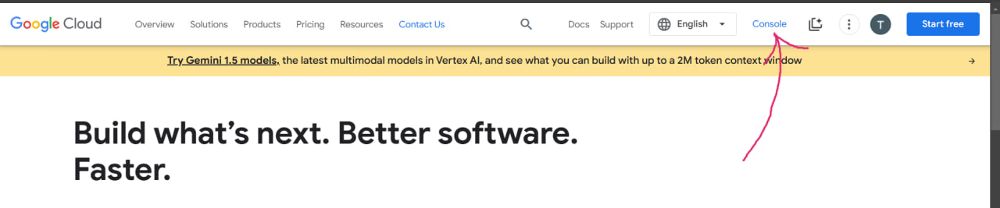 Google Cloud Overview Solutions Products Pricing Resources Contact Us Docs Support English Console T Start free
Try Gemini 1.5 models, the latest multimodal models in Vertex AI, and see what you can build with up to a 2M token context window
Build what’s next. Better software.
Faster.